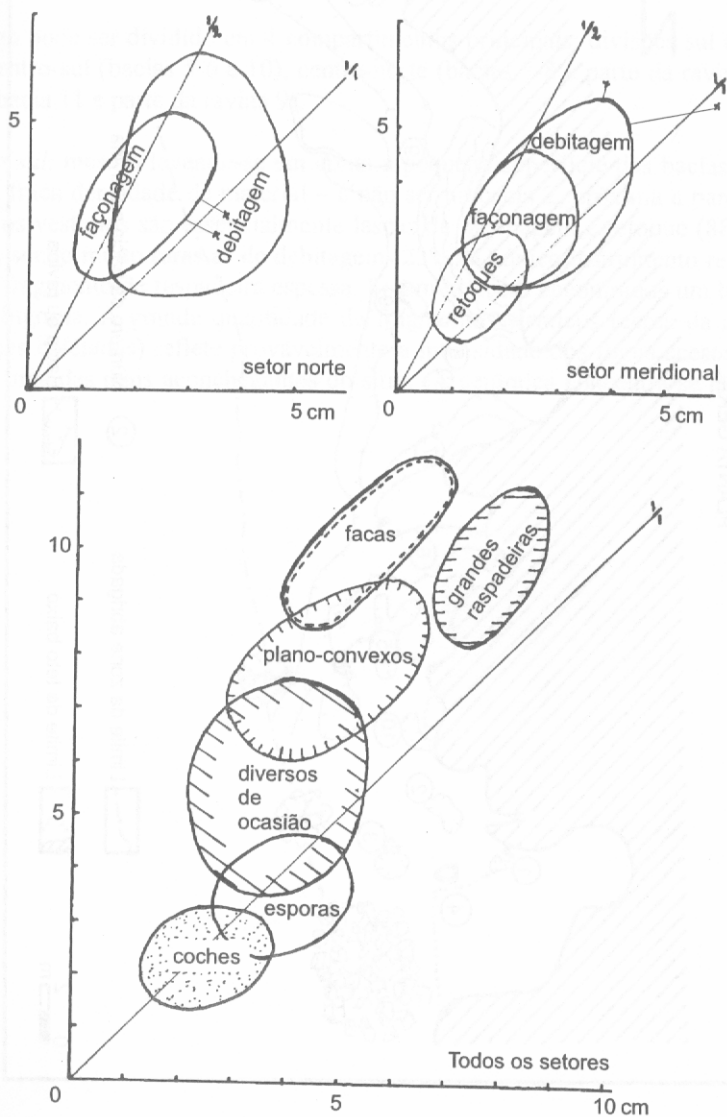 ½
1/1
5
façonagem
debitagem
setor norte
0
5 cm
½
1/1
5
debitagem
façonagem
retoques
setor meridional
0
5 cm
10
facas
grandes
raspadeiras
1/1
plano-convexos
diversos
de
ocasião
5
esporas
coches
Todos os setores
0
5
10 cm